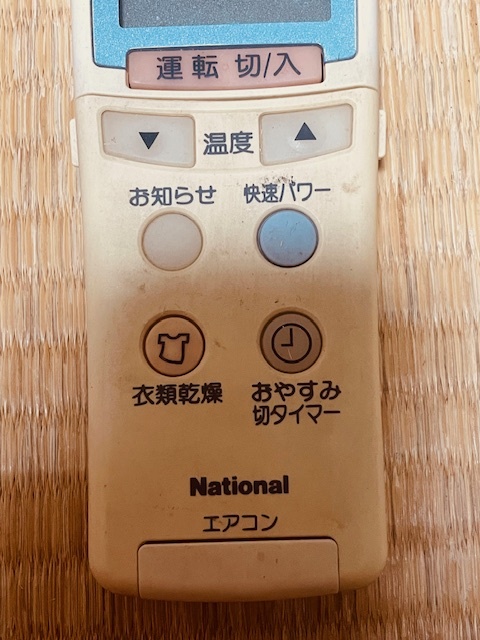 運転 切/入
▼ 温度 ▲
お知らせ 快速パワー
衣類乾燥 おやすみ
切タイマー
National
エアコン